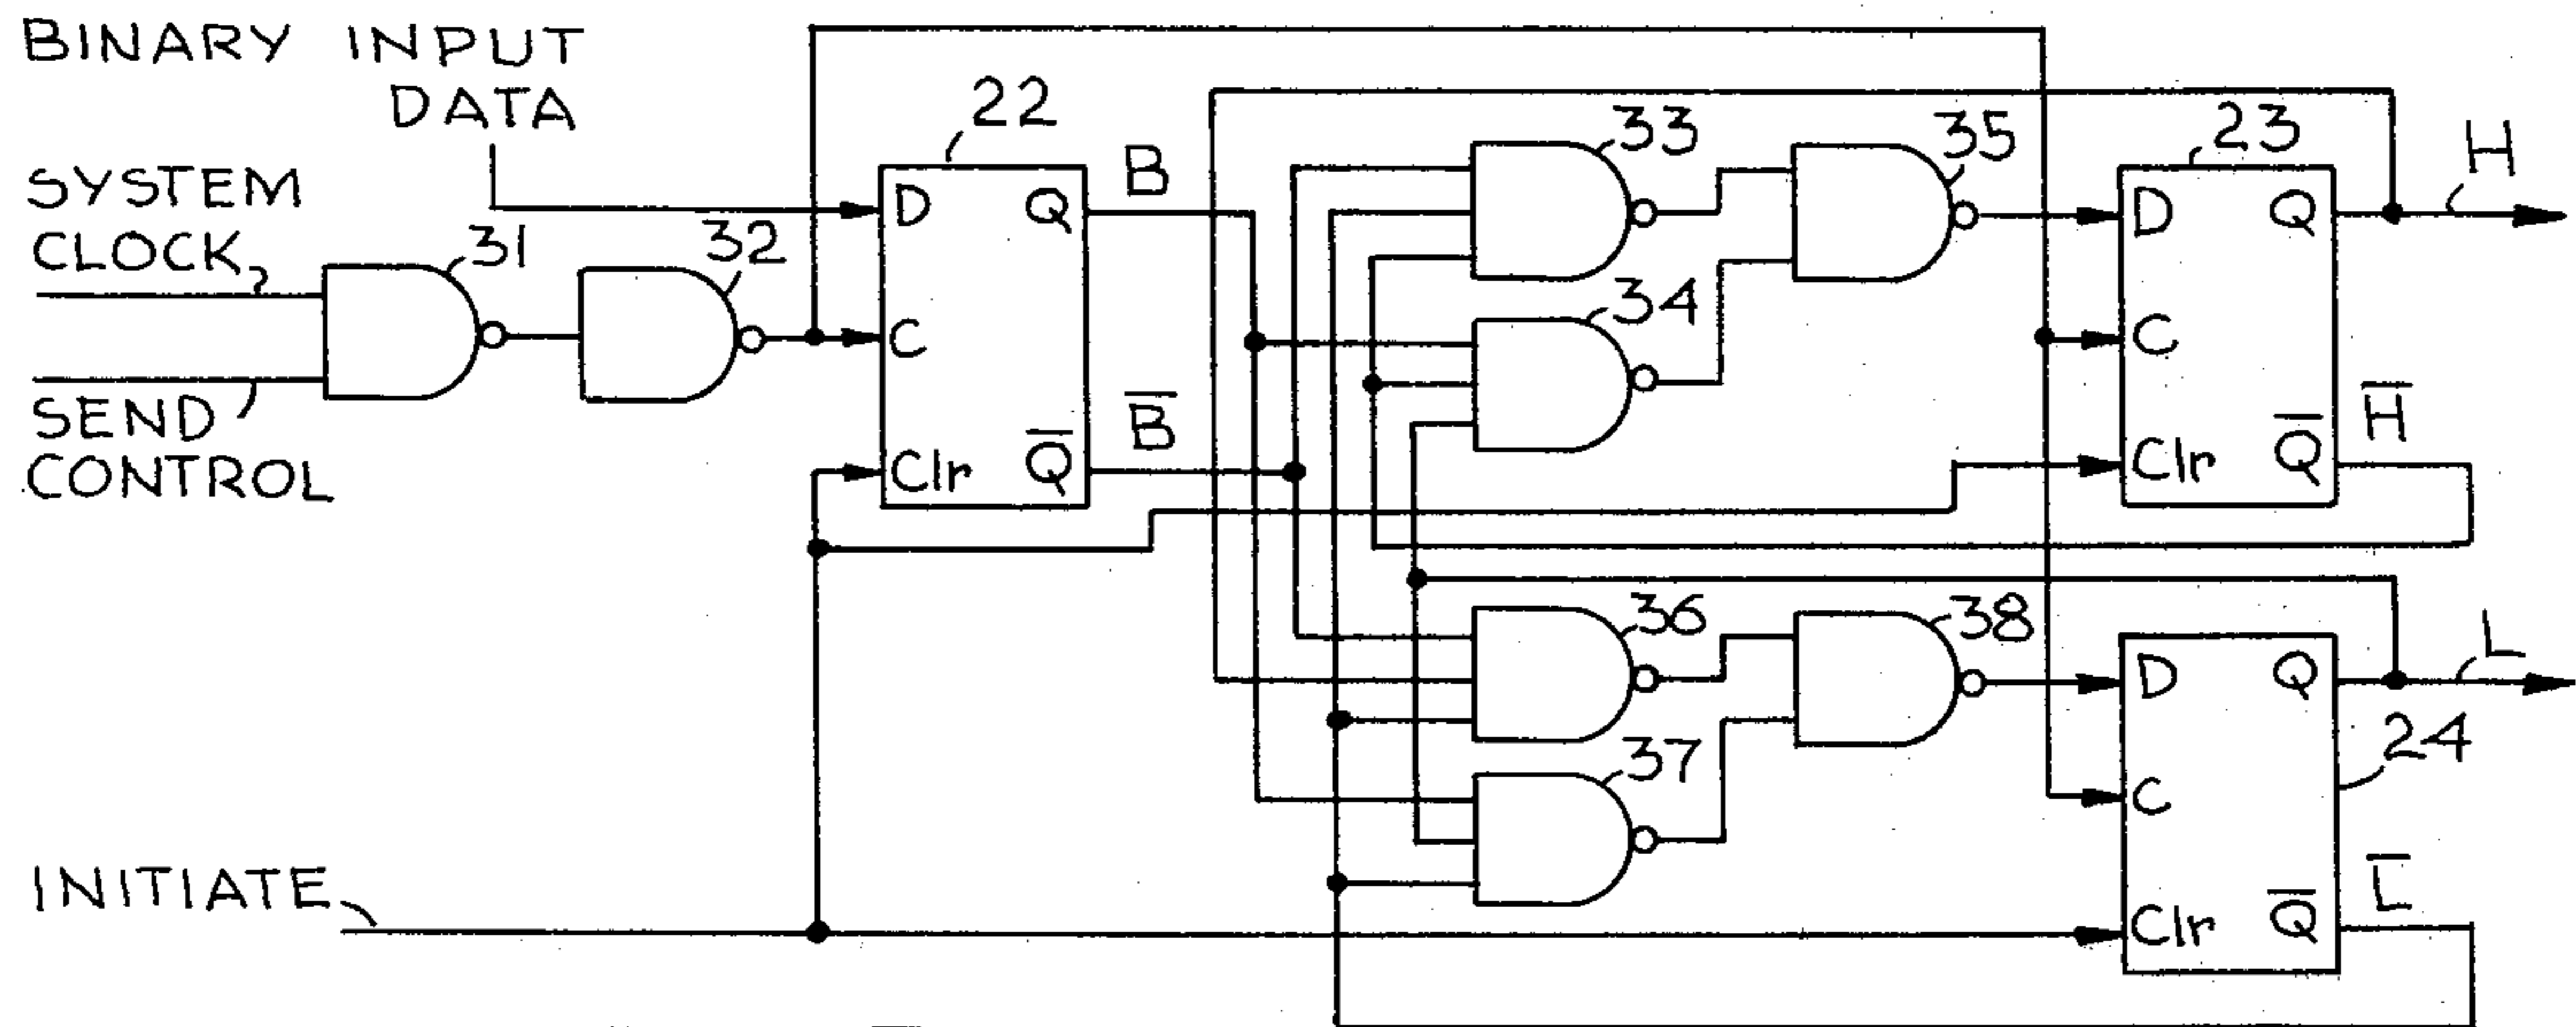 BINARY INPUT
DATA
SYSTEM
CLOCK
SEND
CONTROL
INITIATE
31
32
22
D
Q
C
Clr
Q̅
B
B̅
33
34
35
36
37
38
23
D
Q
C
Clr
Q̅
H
H̅
24
D
Q
C
Clr
Q̅
L
L̅